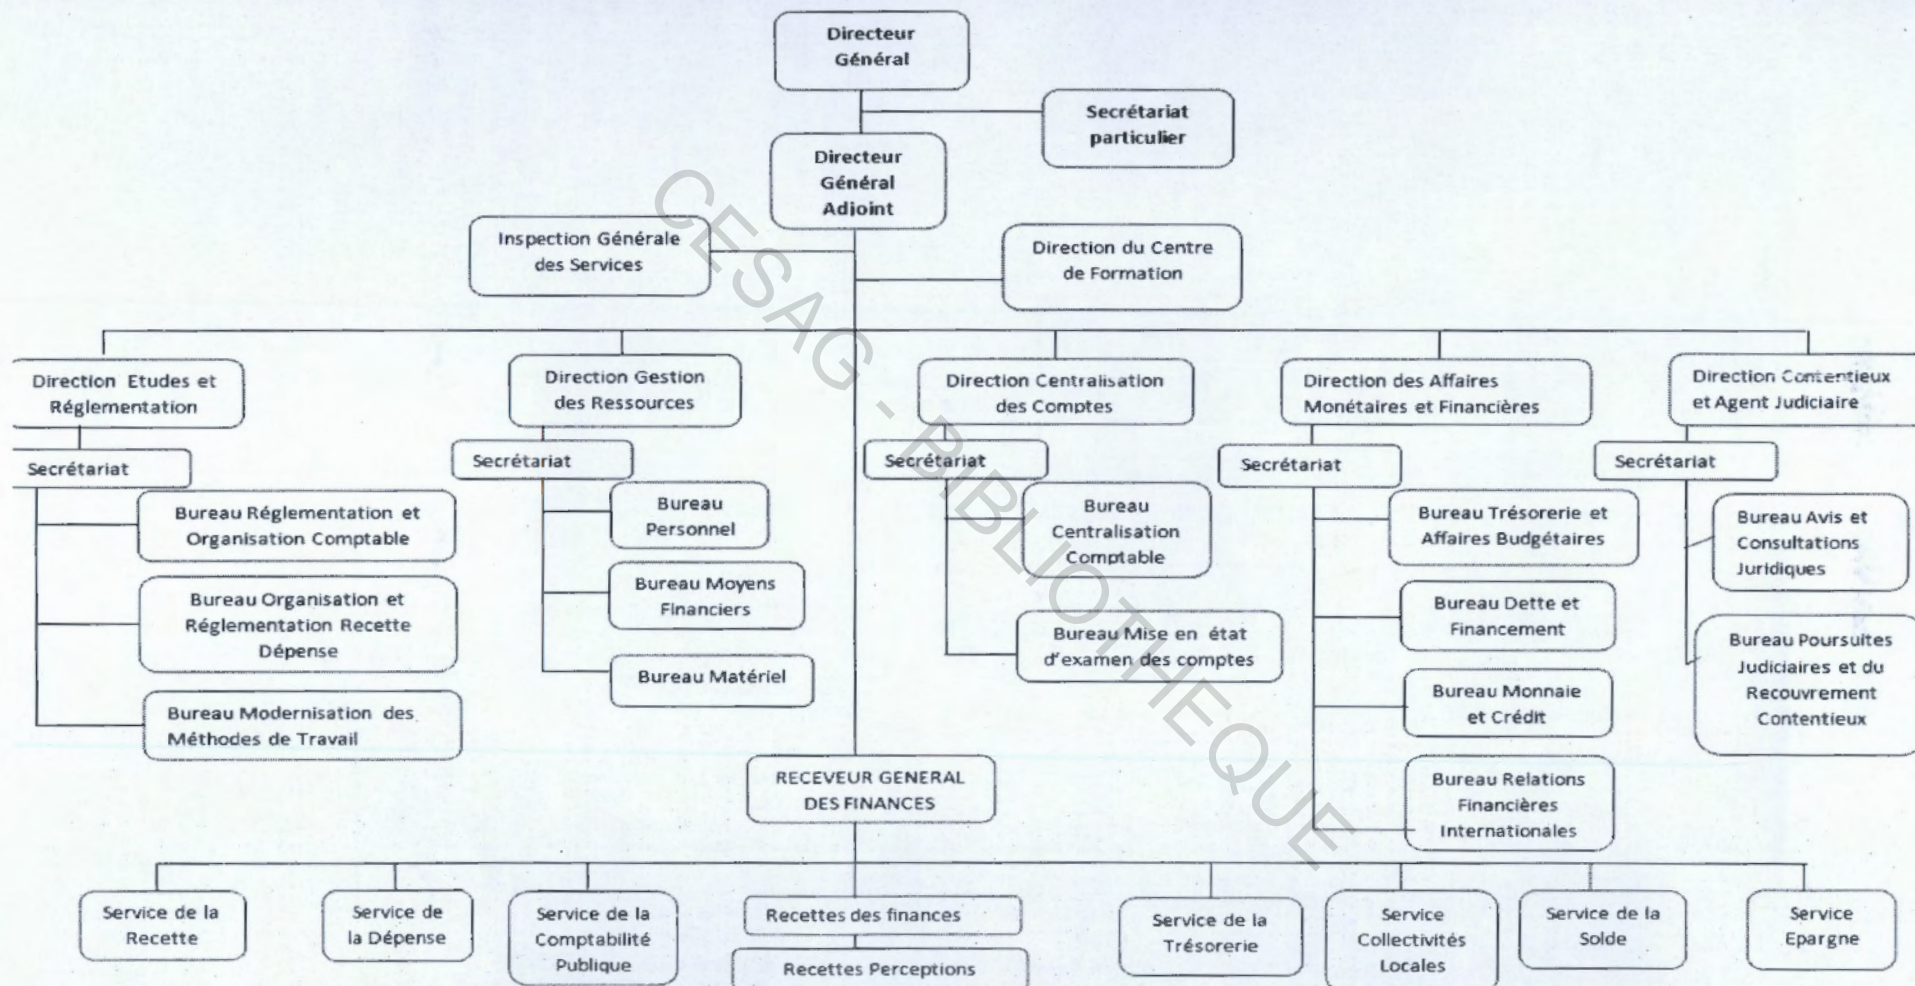 Directeur
Général
Secrétariat
particulier
Directeur
Général
Adjoint
Inspection Générale
des Services
Direction du Centre
de Formation
Direction Etudes et
Réglementation
Direction Gestion
des Ressources
Direction Centralisation
des Comptes
Direction des Affaires
Monétaires et Financières
Direction Contentieux
et Agent Judiciaire
Secrétariat
Secrétariat
Secrétariat
Secrétariat
Secrétariat
Bureau Réglementation et
Organisation Comptable
Bureau Organisation et
Réglementation Recette
Dépense
Bureau Modernisation des
Méthodes de Travail
Bureau
Personnel
Bureau Moyens
Financiers
Bureau Matériel
Bureau
Centralisation
Comptable
Bureau Mise en état
d'examen des comptes
Bureau Trésorerie et
Affaires Budgétaires
Bureau Dette et
Financement
Bureau Monnaie
et Crédit
Bureau Relations
Financières
Internationales
Bureau Avis et
Consultations
Juridiques
Bureau Poursuites
Judiciaires et du
Recouvrement
Contentieux
RECEVEUR GENERAL
DES FINANCES
Service de la
Recette
Service de
la Dépense
Service de la
Comptabilité
Publique
Recettes des finances
Recettes Perceptions
Service de la
Trésorerie
Service
Collectivités
Locales
Service de la
Solde
Service
Epargne
CESAG - BIBLIOTHEQUE